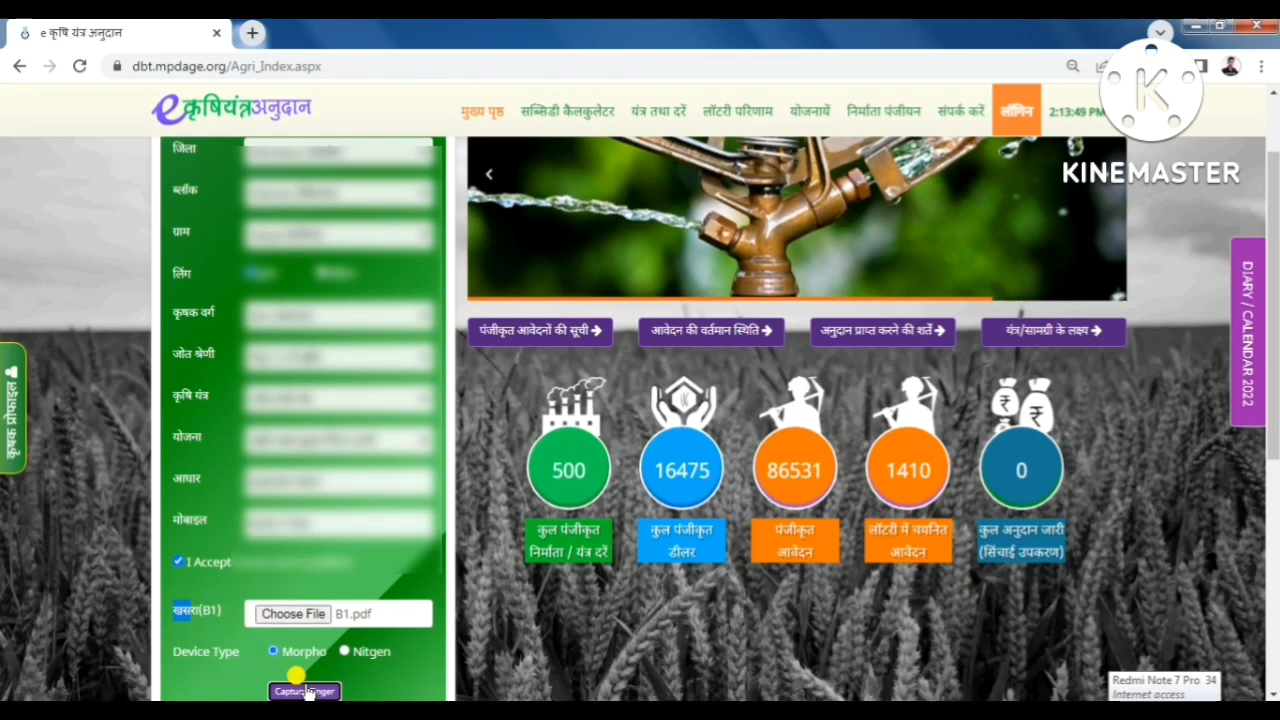 e कृषि यंत्र अनुदान
dbt.mpdage.org/Agri_Index.aspx
eकृषियंत्रअनुदान
मुख्य पृष्ठ सब्सिडी कैलकुलेटर यंत्र तथा दरें लॉटरी परिणाम योजनायें निर्माता पंजीयन संपर्क करें लॉगिन 2:13:49 PM
K
KINEMASTER
जिला
ब्लॉक
ग्राम
लिंग
कृषक वर्ग
जोत श्रेणी
कृषि यंत्र
योजना
आधार
मोबाइल
I Accept
खसरा(B1) Choose File B1.pdf
Device Type Morpho Nitgen
Capture Finger
कृषक प्रोफाइल
पंजीकृत आवेदनों की सूची आवेदन की वर्तमान स्थिति अनुदान प्राप्त करने की शर्तें यंत्र/सामग्री के लक्ष्य
500 16475 86531 1410 0
कुल पंजीकृत निर्माता / यंत्र दरें
कुल पंजीकृत डीलर
पंजीकृत आवेदन
लॉटरी में चयनित आवेदन
कुल अनुदान जारी (सिंचाई उपकरण)
DIARY / CALENDAR 2022
Redmi Note 7 Pro 34
Internet access